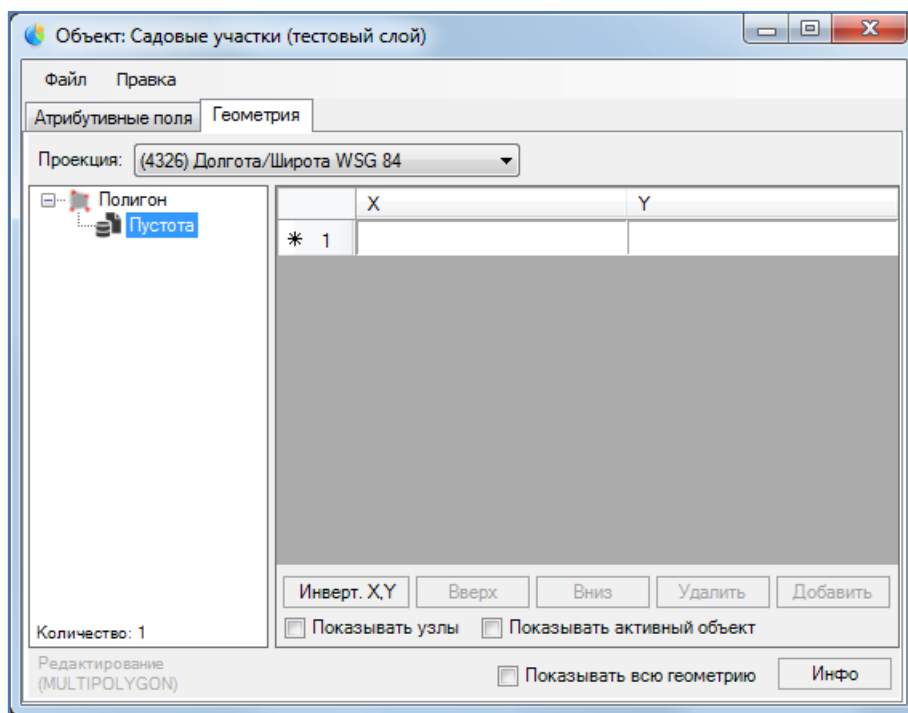 Объект: Садовые участки (тестовый слой)
Файл Правка
Атрибутивные поля Геометрия
Проекция: (4326) Долгота/Широта WSG 84
Полигон
Пустота
X Y
* 1
Инверт. X,Y Вверх Вниз Удалить Добавить
Показывать узлы Показывать активный объект
Количество: 1
Редактирование
(MULTIPOLYGON)
Показывать всю геометрию Инфо